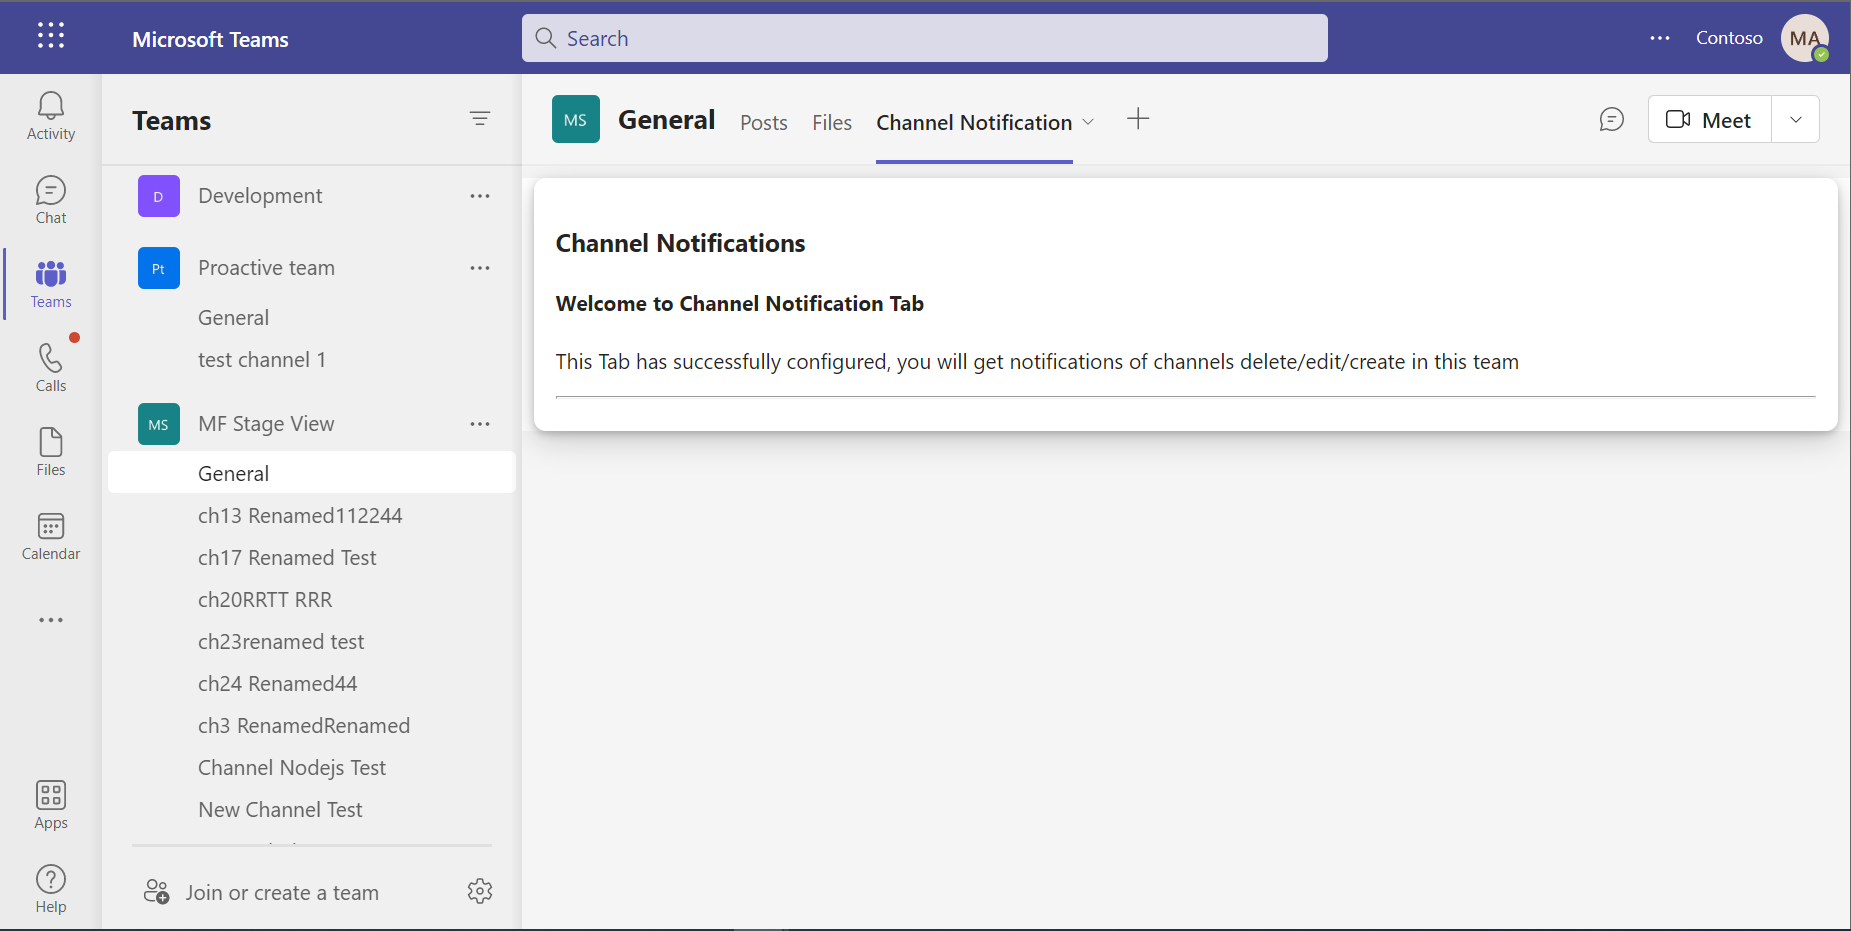 Microsoft Teams
Search
Contoso
MA
Activity
Chat
Teams
Calls
Files
Calendar
Apps
Help
Teams
D
Development
Pt
Proactive team
General
test channel 1
MS
MF Stage View
General
ch13 Renamed112244
ch17 Renamed Test
ch20RRTT RRR
ch23renamed test
ch24 Renamed44
ch3 RenamedRenamed
Channel Nodejs Test
New Channel Test
Join or create a team
MS
General
Posts
Files
Channel Notification
Meet
Channel Notifications
Welcome to Channel Notification Tab
This Tab has successfully configured, you will get notifications of channels delete/edit/create in this team